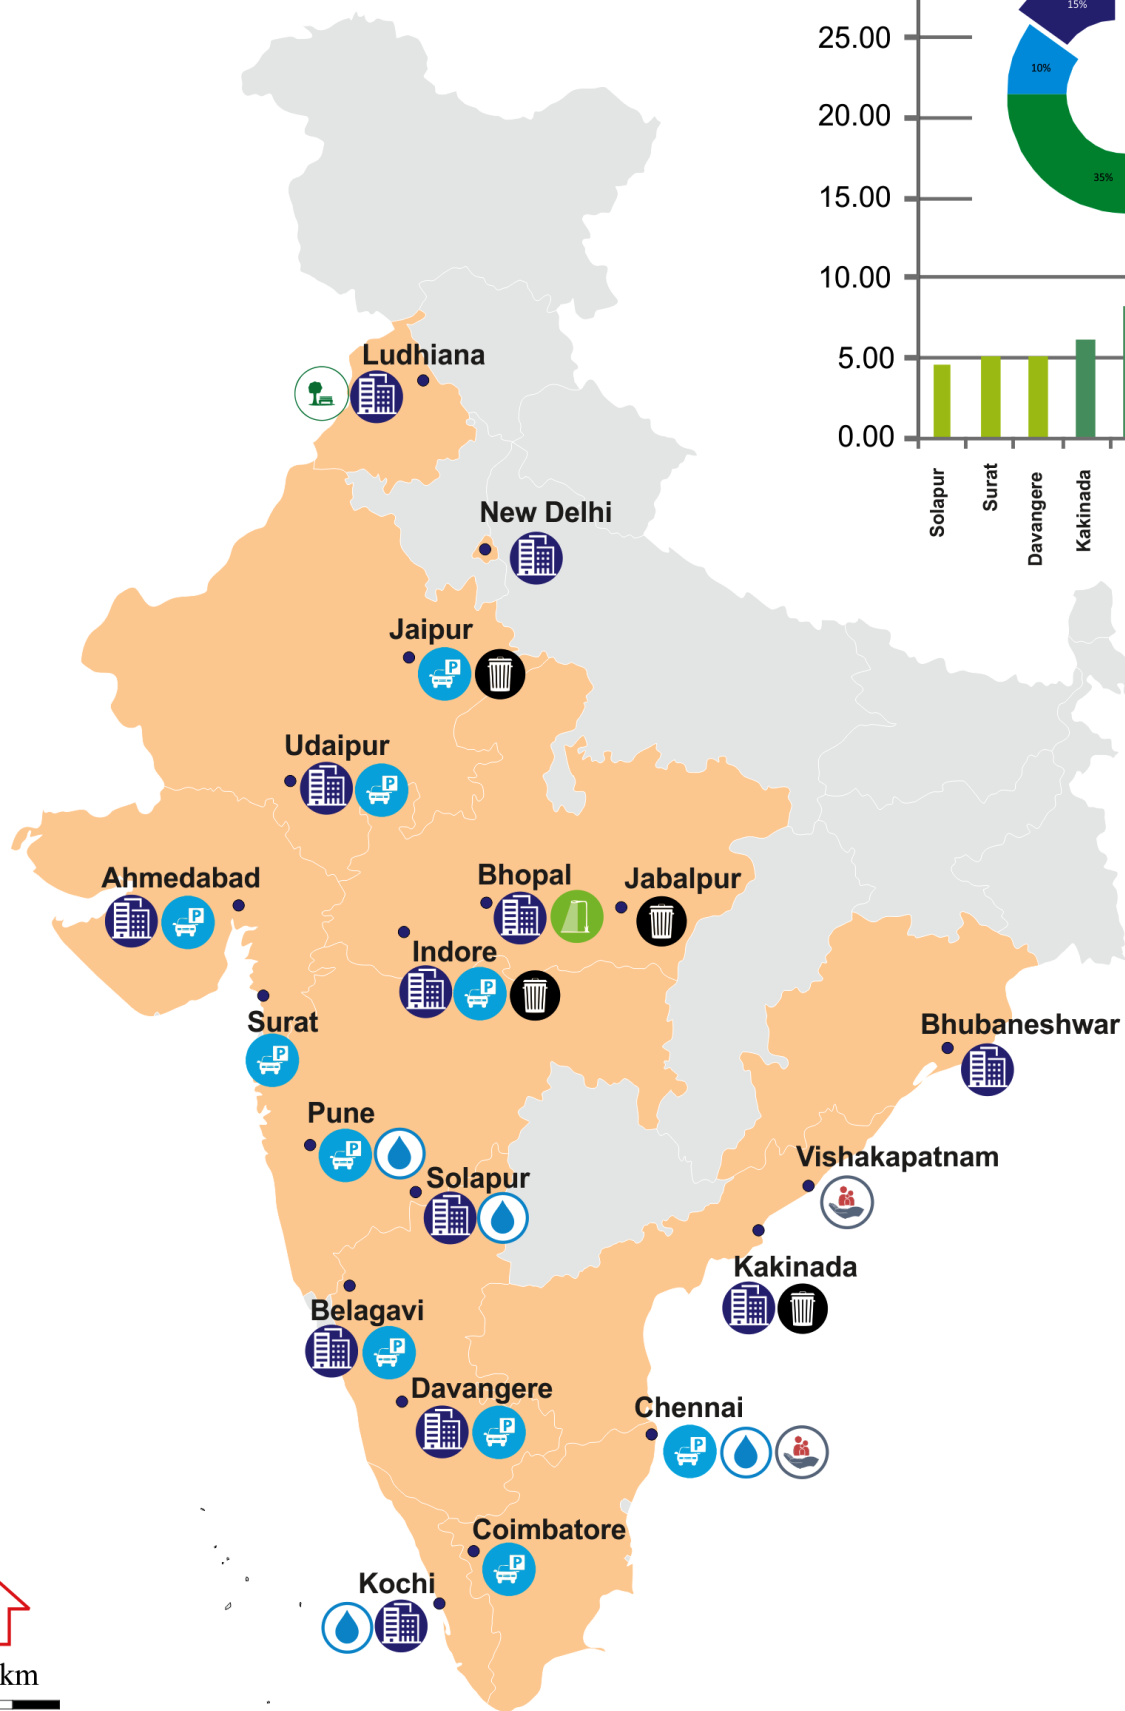 15%
25.00
10%
20.00
35%
15.00
10.00
5.00
0.00
Solapur
Surat
Davangere
Kakinada
Ludhiana
New Delhi
P
Jaipur
Udaipur
P
Ahmedabad
P
Bhopal
Jabalpur
Indore
P
Surat
P
Bhubaneshwar
Pune
P
Solapur
Vishakapatnam
Kakinada
Belagavi
P
Davangere
P
Chennai
P
Coimbatore
P
Kochi
km